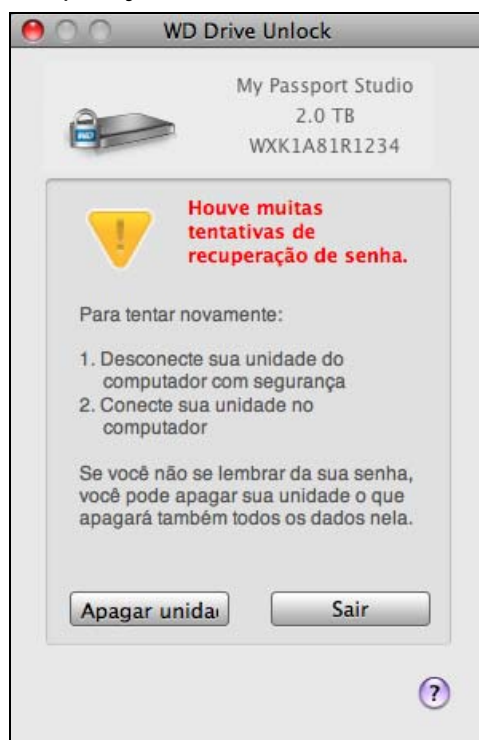 WD Drive Unlock
My Passport Studio
2.0 TB
WXK1A81R1234
Houve muitas
tentativas de
recuperação de senha.
Para tentar novamente:
1. Desconecte sua unidade do
computador com segurança
2. Conecte sua unidade no
computador
Se você não se lembrar da sua senha,
você pode apagar sua unidade o que
apagará também todos os dados nela.
Apagar unida
Sair
?